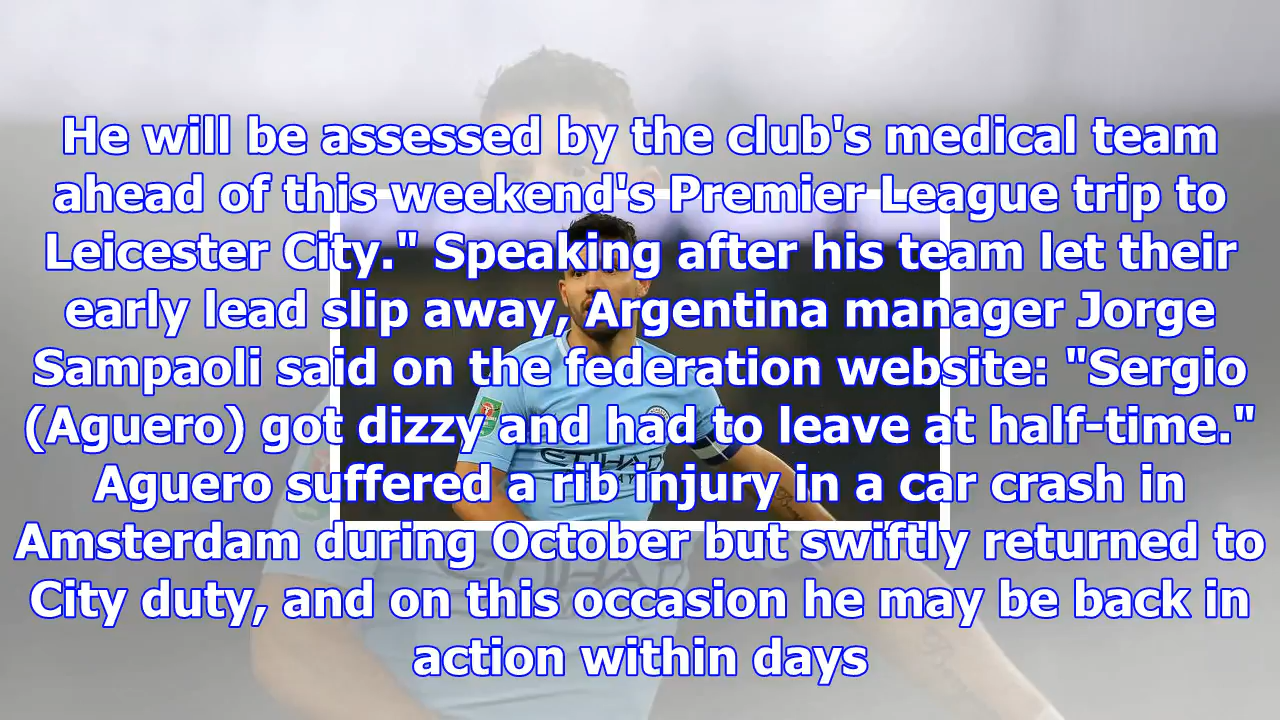 He will be assessed by the club's medical team
ahead of this weekend's Premier League trip to
Leicester City." Speaking after his team let their
early lead slip away, Argentina manager Jorge
Sampaoli said on the federation website: "Sergio
(Aguero) got dizzy and had to leave at half-time."
Aguero suffered a rib injury in a car crash in
Amsterdam during October but swiftly returned to
City duty, and on this occasion he may be back in
action within days
ETIHAD